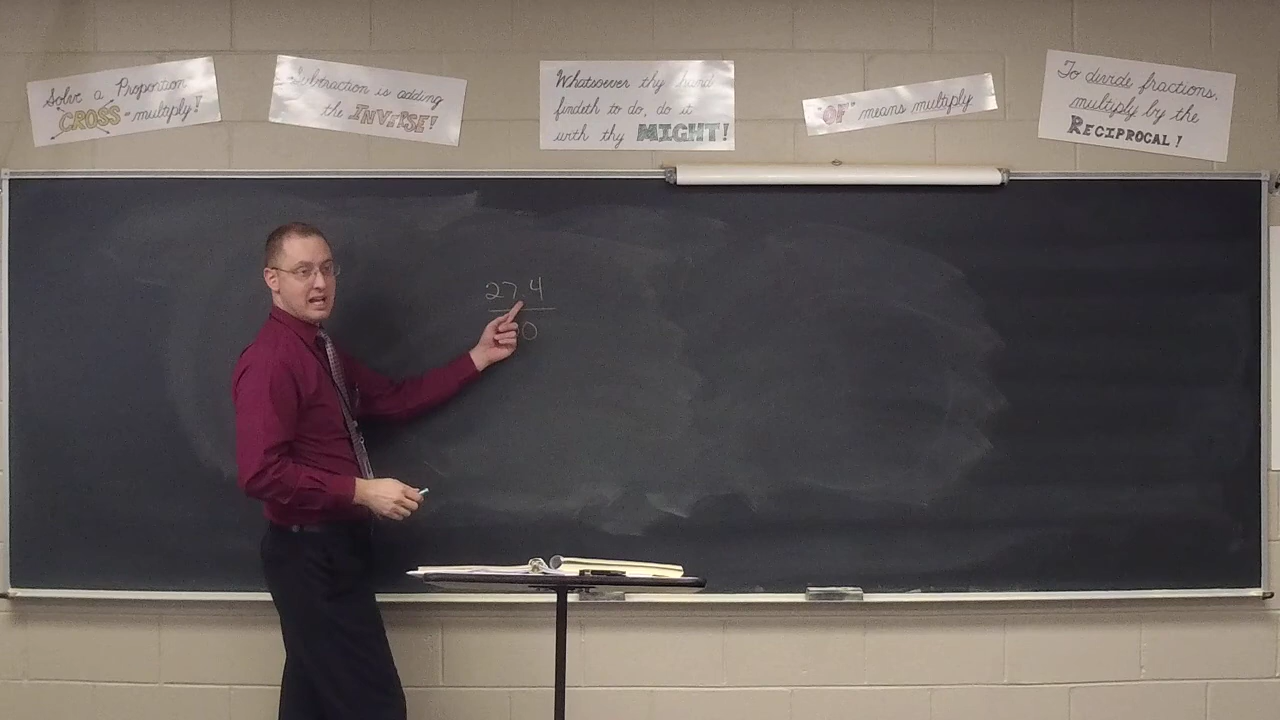 Solve a Proportion
CROSS-multiply!
Subtraction is adding
the INVERSE!
Whatsoever thy hand
findeth to do, do it
with thy MIGHT!
"OF" means multiply
To divide fractions,
multiply by the
RECIPROCAL!
27 4
0